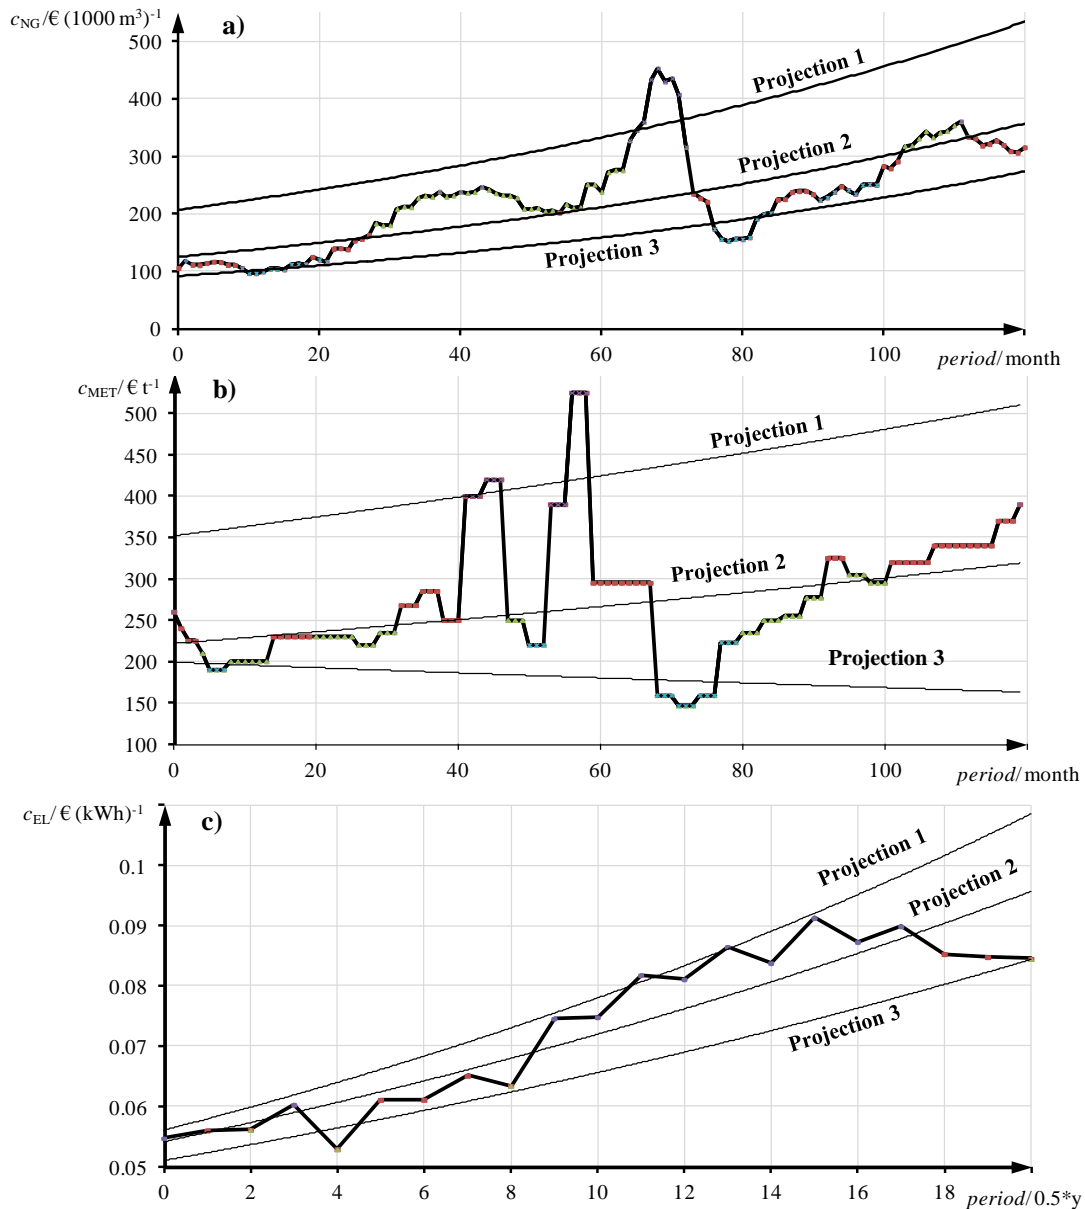 c_NG/€ (1000 m³)⁻¹
a)
500
Projection 1
400
300
Projection 2
200
Projection 3
100
0
0 20 40 60 80 100
period/month
c_MET/€ t⁻¹
b)
500
Projection 1
450
400
350
300
Projection 2
250
200
Projection 3
150
100
0 20 40 60 80 100
period/month
c_EL/€ (kWh)⁻¹
c)
Projection 1
0.1
Projection 2
0.09
0.08
Projection 3
0.07
0.06
0.05
0 2 4 6 8 10 12 14 16 18
period/0.5*y